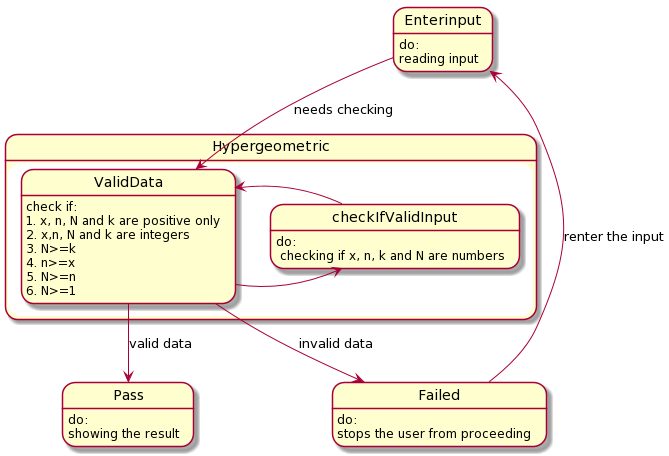 Enterinput
do:
reading input
needs checking
Hypergeometric
ValidData
check if:
1. x, n, N and k are positive only
2. x,n, N and k are integers
3. N>=k
4. n>=x
5. N>=n
6. N>=1
checkIfValidInput
do:
checking if x, n, k and N are numbers
renter the input
valid data
invalid data
Pass
do:
showing the result
Failed
do:
stops the user from proceeding